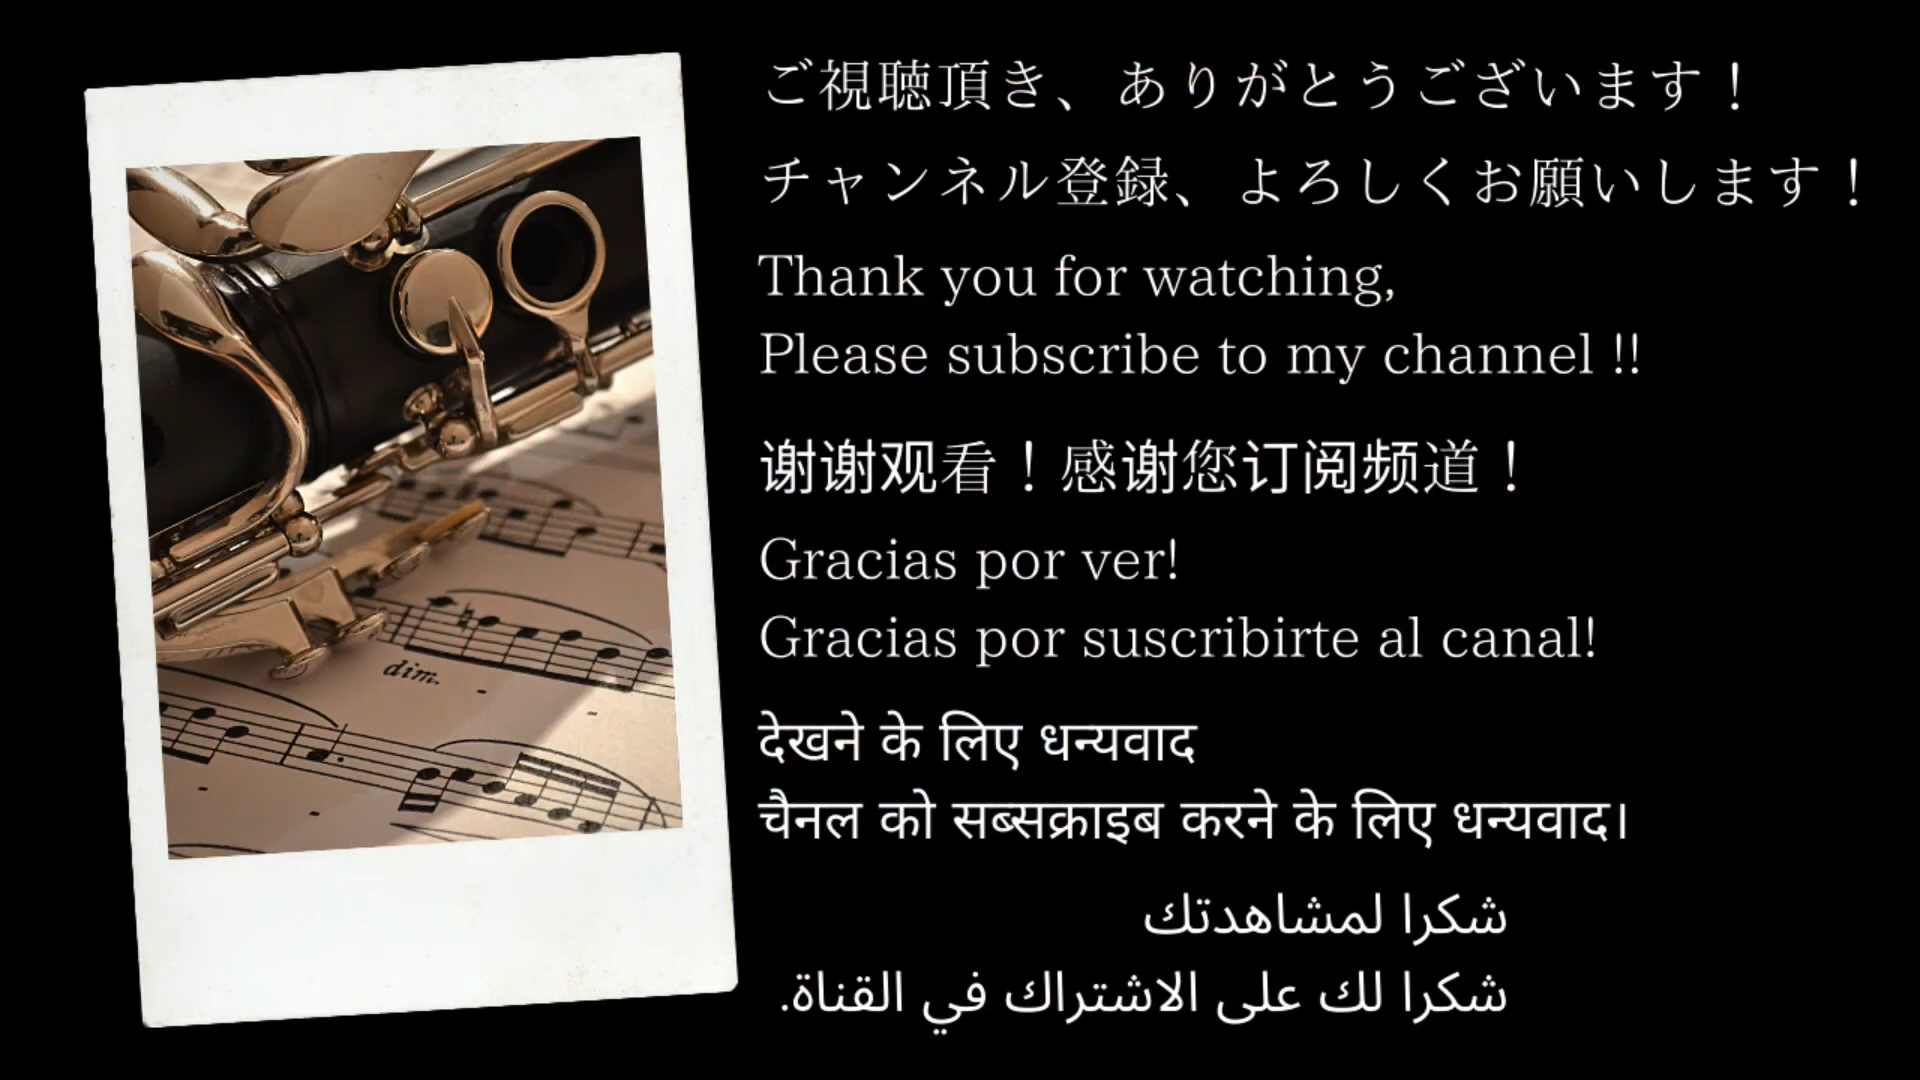 ご視聴頂き、ありがとうございます！
チャンネル登録、よろしくお願いします！
Thank you for watching,
Please subscribe to my channel !!
谢谢观看！感谢您订阅频道！
Gracias por ver!
Gracias por suscribirte al canal!
देखने के लिए धन्यवाद
चैनल को सब्सक्राइब करने के लिए धन्यवाद।
شكرا لمشاهدتك
شكرا لك على الاشتراك في القناة.
dim.